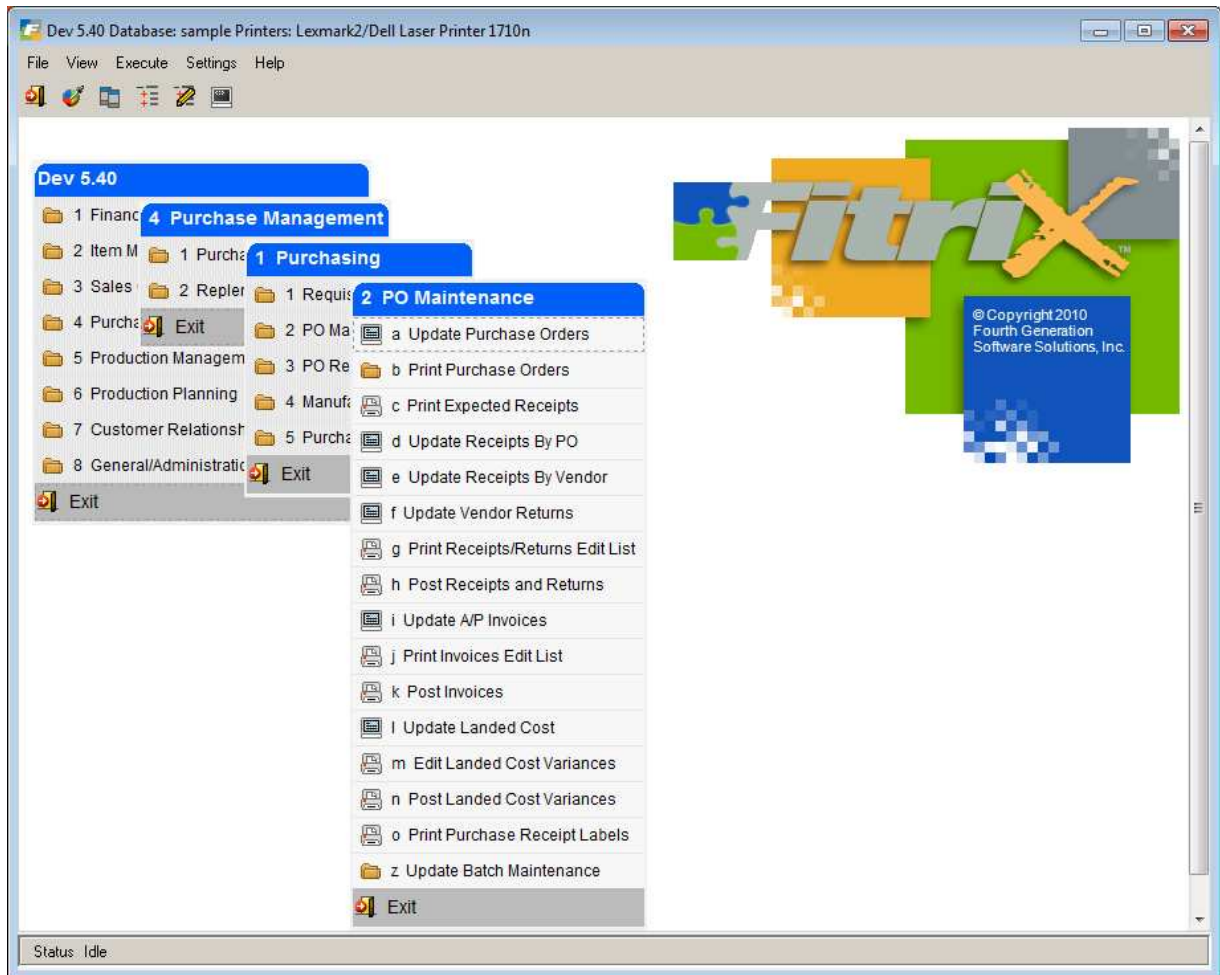 Dev 5.40 Database: sample Printers: Lexmark2/Dell Laser Printer 1710n
File View Execute Settings Help
Dev 5.40
1 Financ
2 Item M
3 Sales
4 Purcha
5 Production Managem
6 Production Planning
7 Customer Relationsh
8 General/Administratio
Exit
4 Purchase Management
1 Purcha
2 Repler
Exit
1 Purchasing
1 Requis
2 PO Ma
3 PO Re
4 Manufa
5 Purcha
Exit
2 PO Maintenance
a Update Purchase Orders
b Print Purchase Orders
c Print Expected Receipts
d Update Receipts By PO
e Update Receipts By Vendor
f Update Vendor Returns
g Print Receipts/Returns Edit List
h Post Receipts and Returns
i Update A/P Invoices
j Print Invoices Edit List
k Post Invoices
l Update Landed Cost
m Edit Landed Cost Variances
n Post Landed Cost Variances
o Print Purchase Receipt Labels
z Update Batch Maintenance
Exit
FitriX™
©Copyright 2010
Fourth Generation
Software Solutions, Inc.
Status Idle